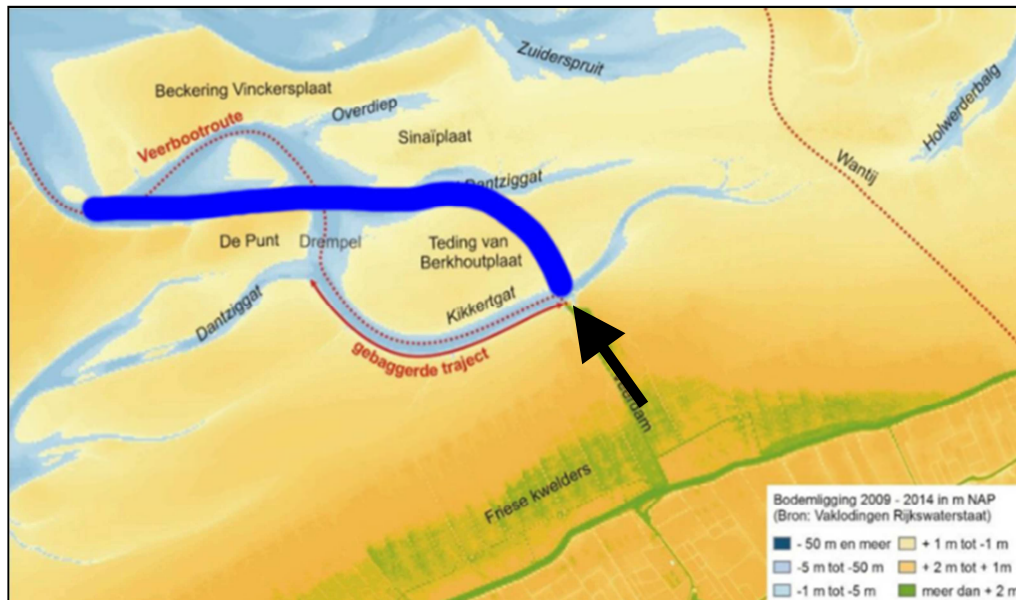 Zuiderspruit
Beckering Vinckersplaat
Overdiep
Veerbootroute
Sinaïplaat
Holwerderbalg
Wantij
Dantziggat
De Punt
Drempel
Teding van
Berkhoutplaat
Dantziggat
Kikkertgat
gebaggerde traject
Veerdam
Friese kwelders
Bodemligging 2009 - 2014 in m NAP
(Bron: Vaklodingen Rijkswaterstaat)
- 50 m en meer
+ 1 m tot -1 m
-5 m tot -50 m
+ 2 m tot + 1m
-1 m tot -5 m
meer dan + 2 m